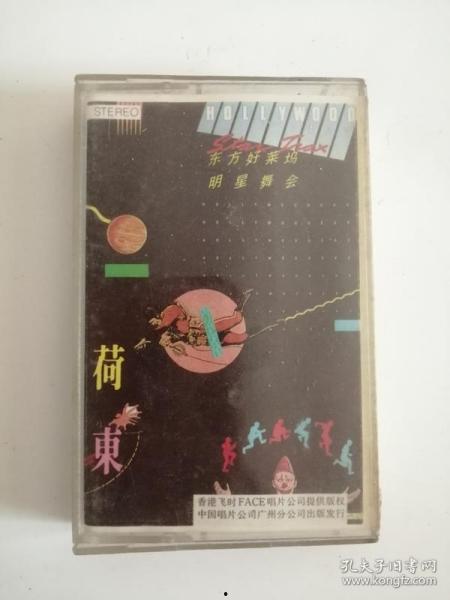 STEREO
HOLLYWOOD
Star Trax
东方好莱坞
明星舞会
荷
東
香港飞时FACE唱片公司提供版权
中国唱片公司广州分公司出版发行
孔夫子旧书网
www.kongfz.com